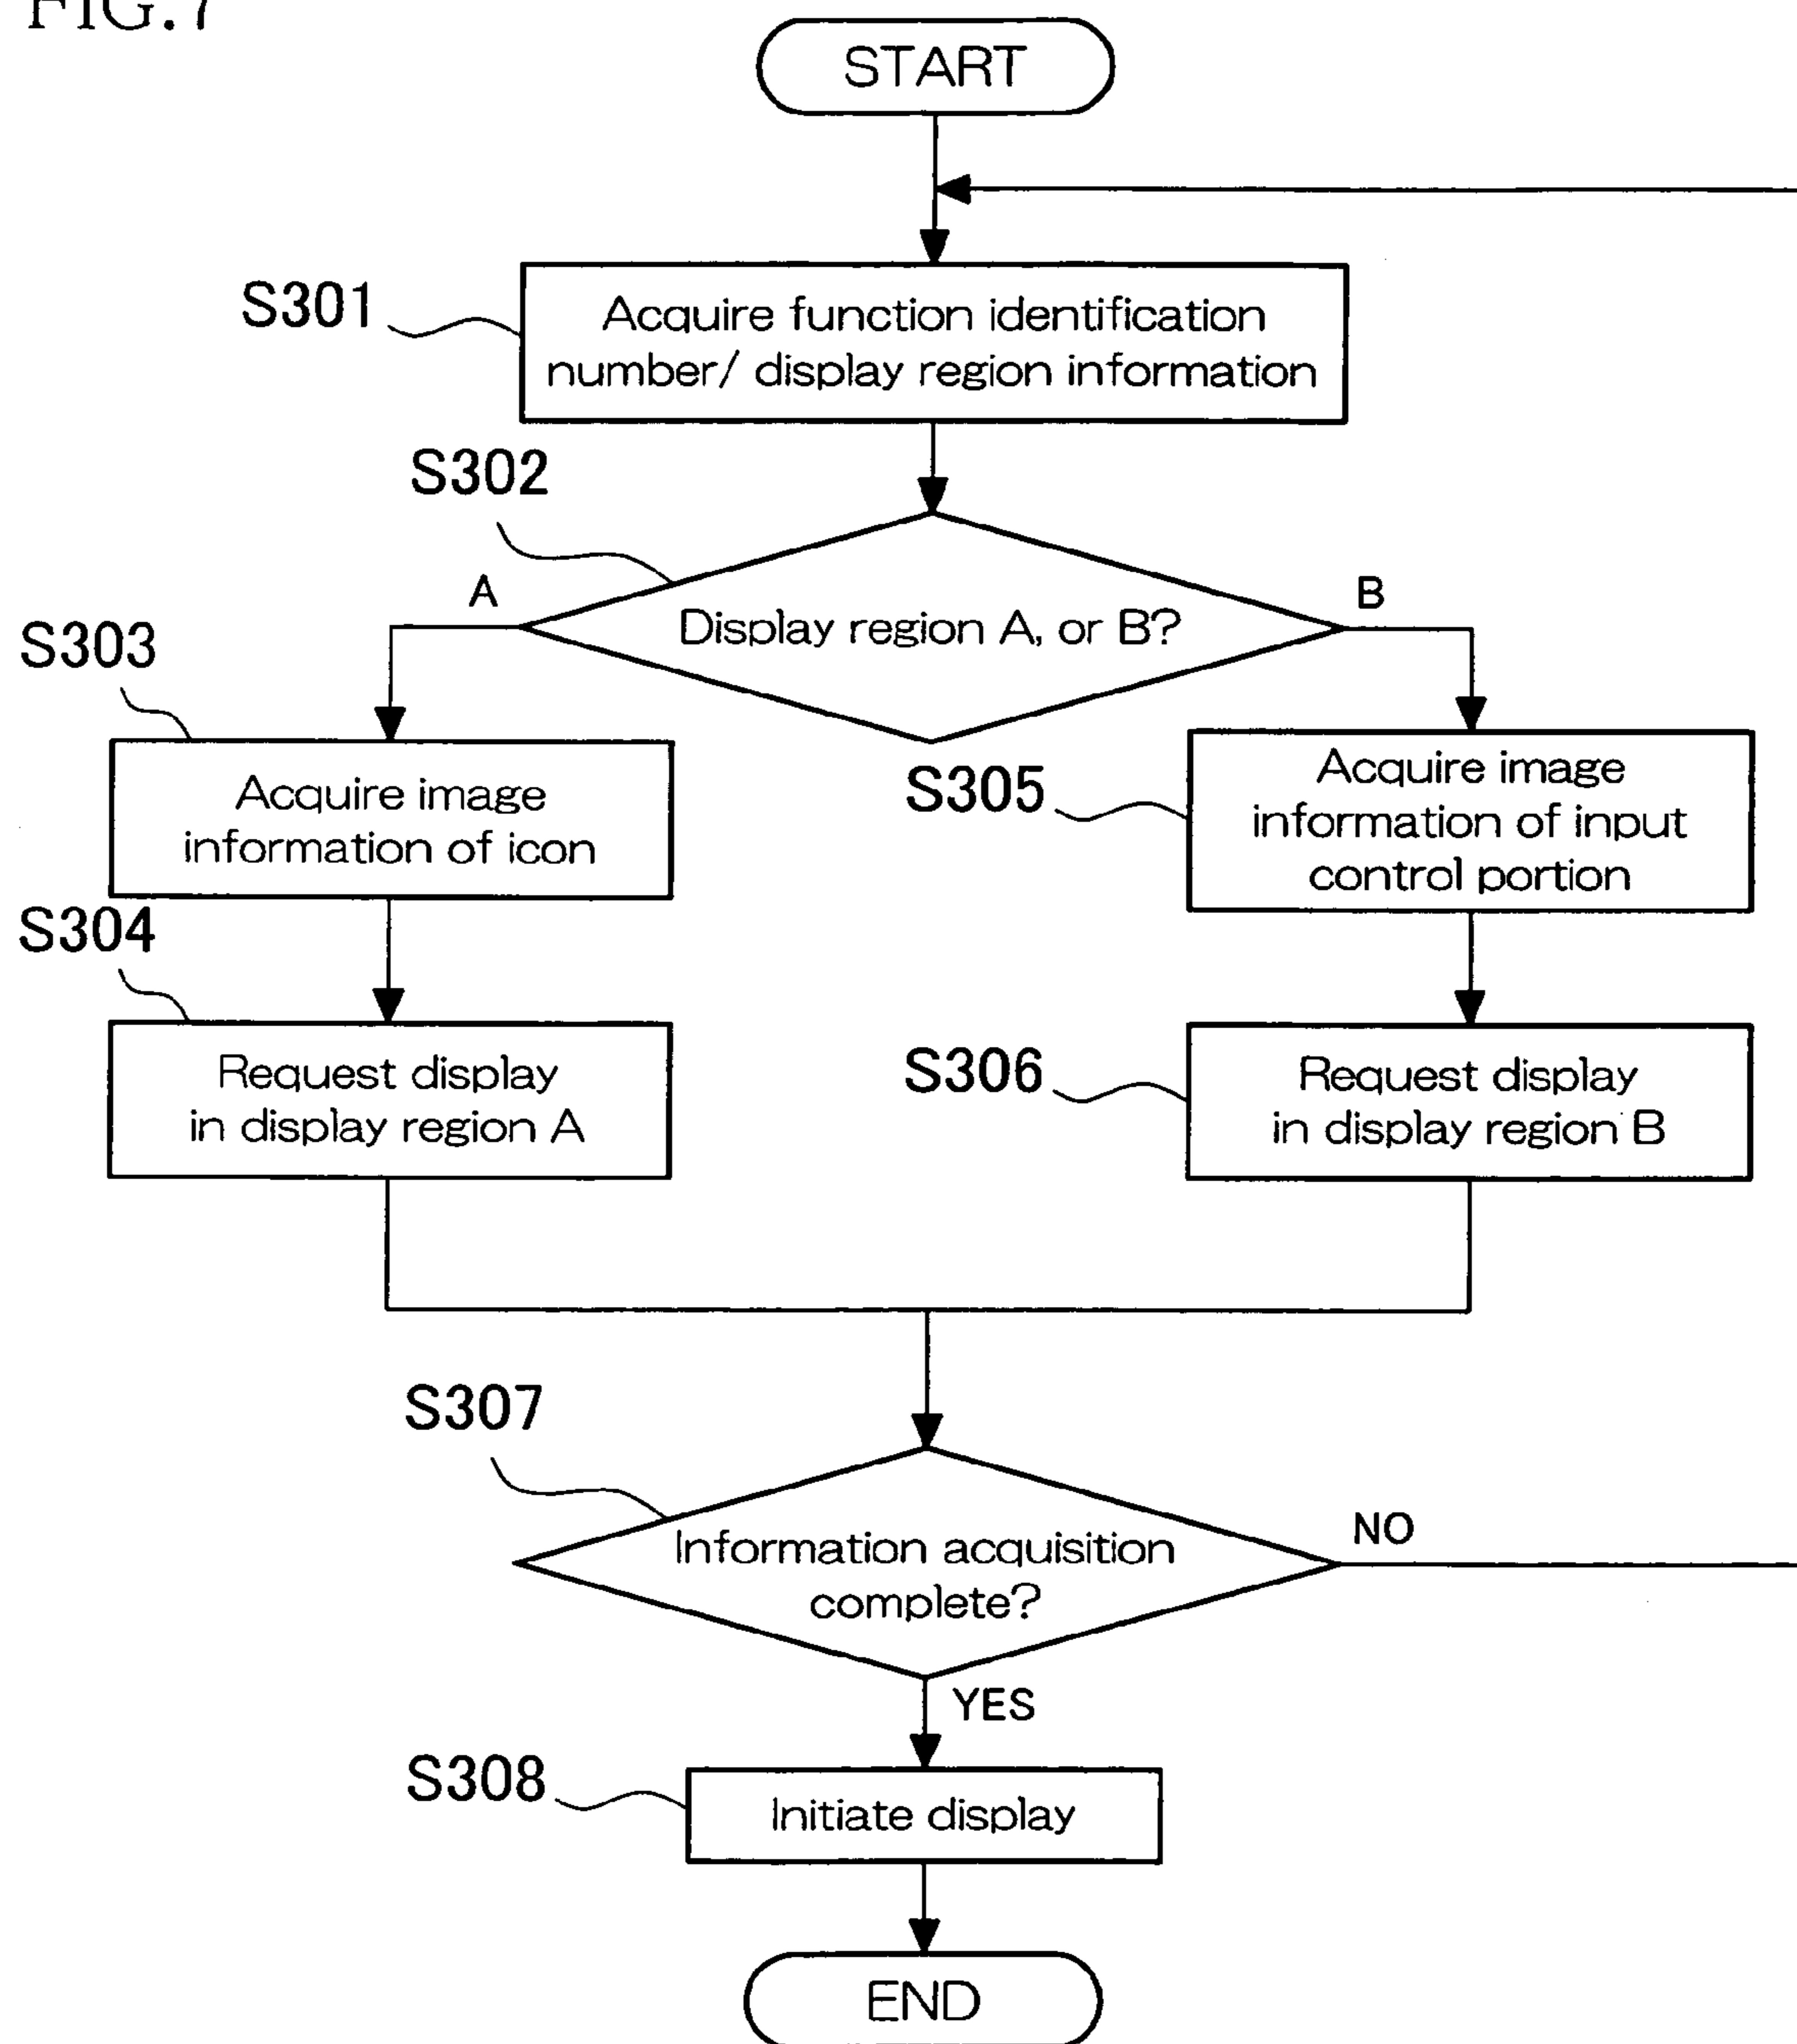 FIG.7
START
S301
Acquire function identification
number/ display region information
S302
A
Display region A, or B?
B
S303
Acquire image
information of icon
S305
Acquire image
information of input
control portion
S304
Request display
in display region A
S306
Request display
in display region B
S307
Information acquisition
complete?
NO
YES
S308
Initiate display
END